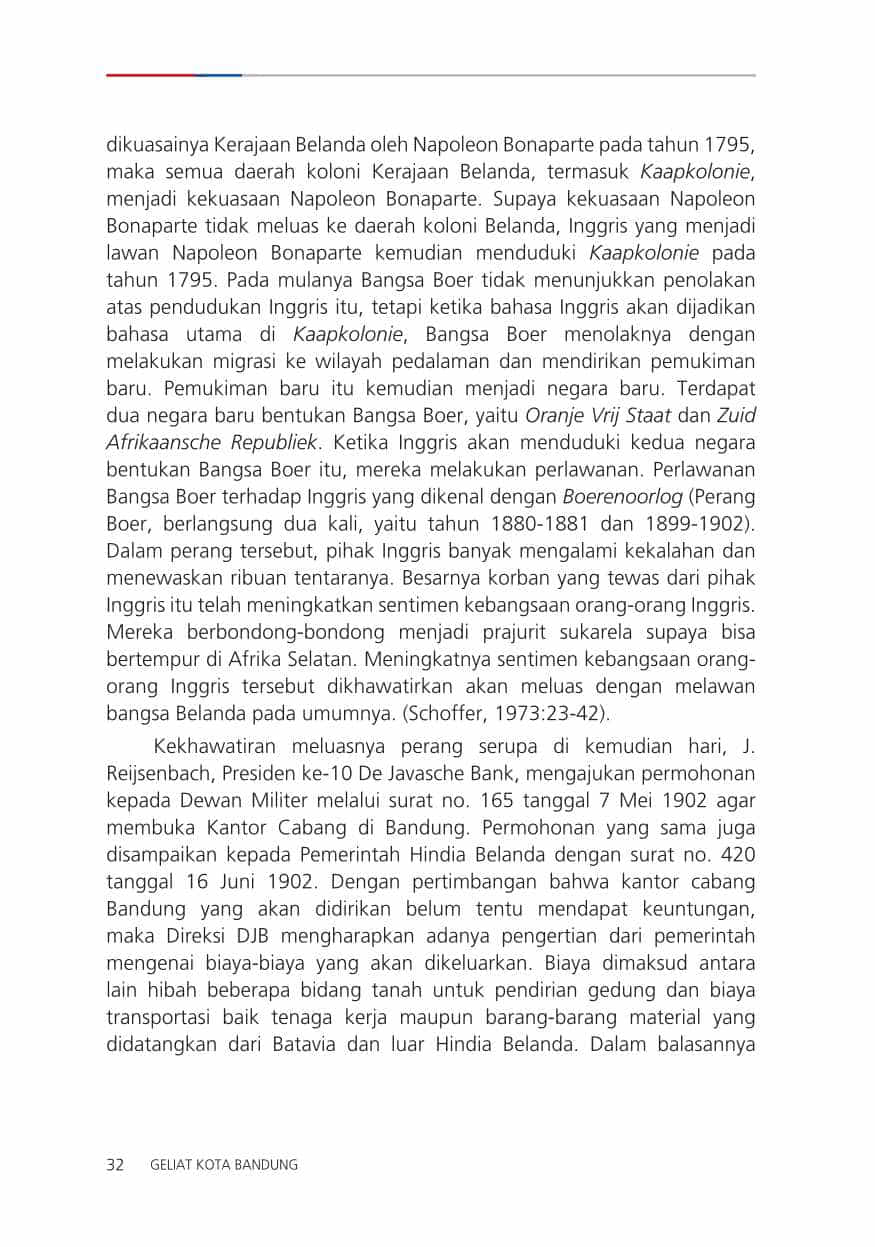 dikuasainya Kerajaan Belanda oleh Napoleon Bonaparte pada tahun 1795,
maka semua daerah koloni Kerajaan Belanda, termasuk Kaapkolonie,
menjadi kekuasaan Napoleon Bonaparte. Supaya kekuasaan Napoleon
Bonaparte tidak meluas ke daerah koloni Belanda, Inggris yang menjadi
lawan Napoleon Bonaparte kemudian menduduki Kaapkolonie pada
tahun 1795. Pada mulanya Bangsa Boer tidak menunjukkan penolakan
atas pendudukan Inggris itu, tetapi ketika bahasa Inggris akan dijadikan
bahasa utama di Kaapkolonie, Bangsa Boer menolaknya dengan
melakukan migrasi ke wilayah pedalaman dan mendirikan pemukiman
baru. Pemukiman baru itu kemudian menjadi negara baru. Terdapat
dua negara baru bentukan Bangsa Boer, yaitu Oranje Vrij Staat dan Zuid
Afrikaansche Republiek. Ketika Inggris akan menduduki kedua negara
bentukan Bangsa Boer itu, mereka melakukan perlawanan. Perlawanan
Bangsa Boer terhadap Inggris yang dikenal dengan Boerenoorlog (Perang
Boer, berlangsung dua kali, yaitu tahun 1880-1881 dan 1899-1902).
Dalam perang tersebut, pihak Inggris banyak mengalami kekalahan dan
menewaskan ribuan tentaranya. Besarnya korban yang tewas dari pihak
Inggris itu telah meningkatkan sentimen kebangsaan orang-orang Inggris.
Mereka berbondong-bondong menjadi prajurit sukarela supaya bisa
bertempur di Afrika Selatan. Meningkatnya sentimen kebangsaan orang-
orang Inggris tersebut dikhawatirkan akan meluas dengan melawan
bangsa Belanda pada umumnya. (Schoffer, 1973:23-42).
Kekhawatiran meluasnya perang serupa di kemudian hari, J.
Reijsenbach, Presiden ke-10 De Javasche Bank, mengajukan permohonan
kepada Dewan Militer melalui surat no. 165 tanggal 7 Mei 1902 agar
membuka Kantor Cabang di Bandung. Permohonan yang sama juga
disampaikan kepada Pemerintah Hindia Belanda dengan surat no. 420
tanggal 16 Juni 1902. Dengan pertimbangan bahwa kantor cabang
Bandung yang akan didirikan belum tentu mendapat keuntungan,
maka Direksi DJB mengharapkan adanya pengertian dari pemerintah
mengenai biaya-biaya yang akan dikeluarkan. Biaya dimaksud antara
lain hibah beberapa bidang tanah untuk pendirian gedung dan biaya
transportasi baik tenaga kerja maupun barang-barang material yang
didatangkan dari Batavia dan luar Hindia Belanda. Dalam balasannya
32 GELIAT KOTA BANDUNG